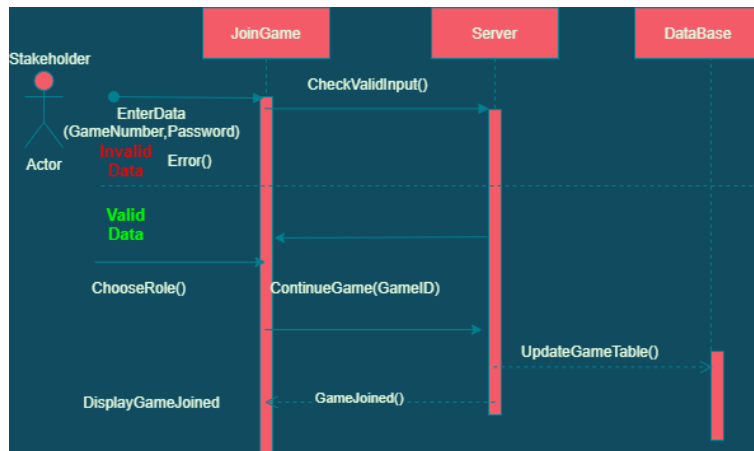 JoinGame
Server
DataBase
Stakeholder
CheckValidInput()
EnterData
(GameNumber,Password)
Invalid
Data
Error()
Actor
Valid
Data
ChooseRole()
ContinueGame(GameID)
UpdateGameTable()
DisplayGameJoined
GameJoined()